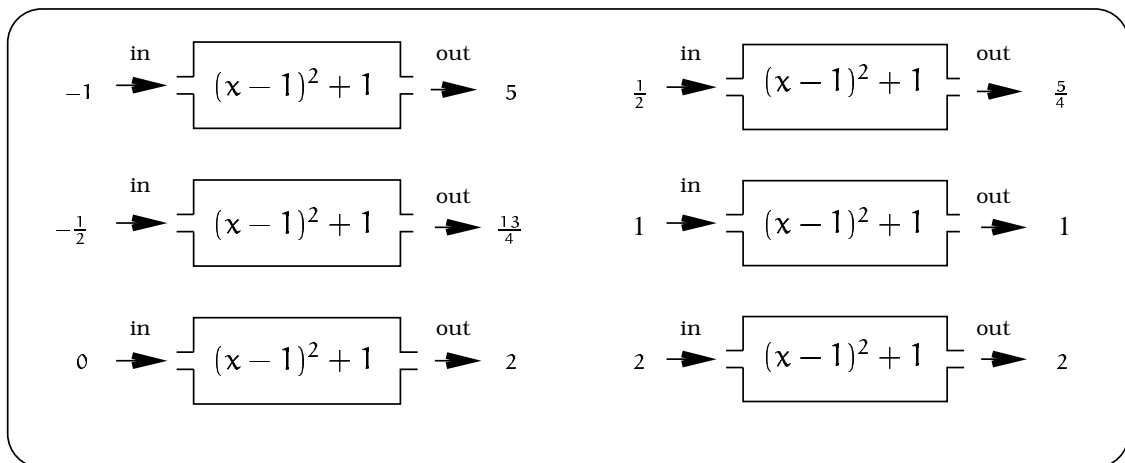 in out in out
−1 (x − 1)² + 1 5 1/2 (x − 1)² + 1 5/4
in out in out
−1/2 (x − 1)² + 1 13/4 1 (x − 1)² + 1 1
in out in out
0 (x − 1)² + 1 2 2 (x − 1)² + 1 2